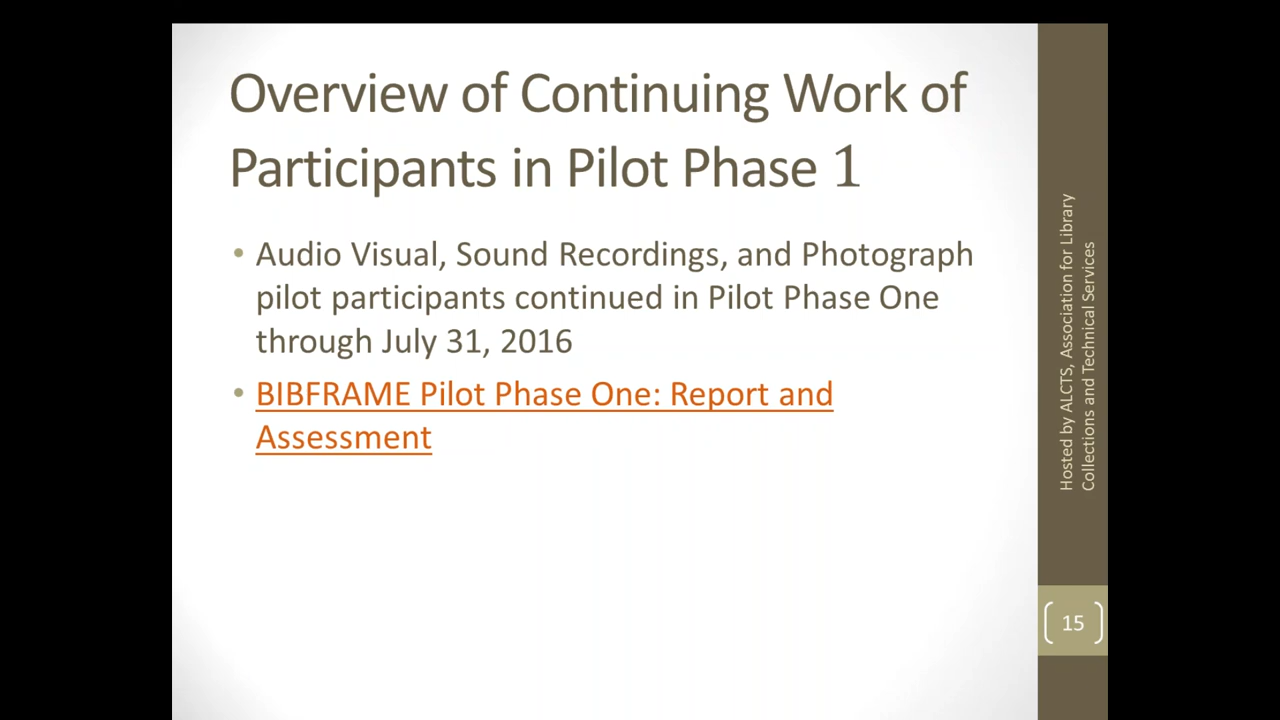 Overview of Continuing Work of
Participants in Pilot Phase 1
• Audio Visual, Sound Recordings, and Photograph
pilot participants continued in Pilot Phase One
through July 31, 2016
• BIBFRAME Pilot Phase One: Report and
Assessment
Hosted by ALCTS, Association for Library
Collections and Technical Services
15